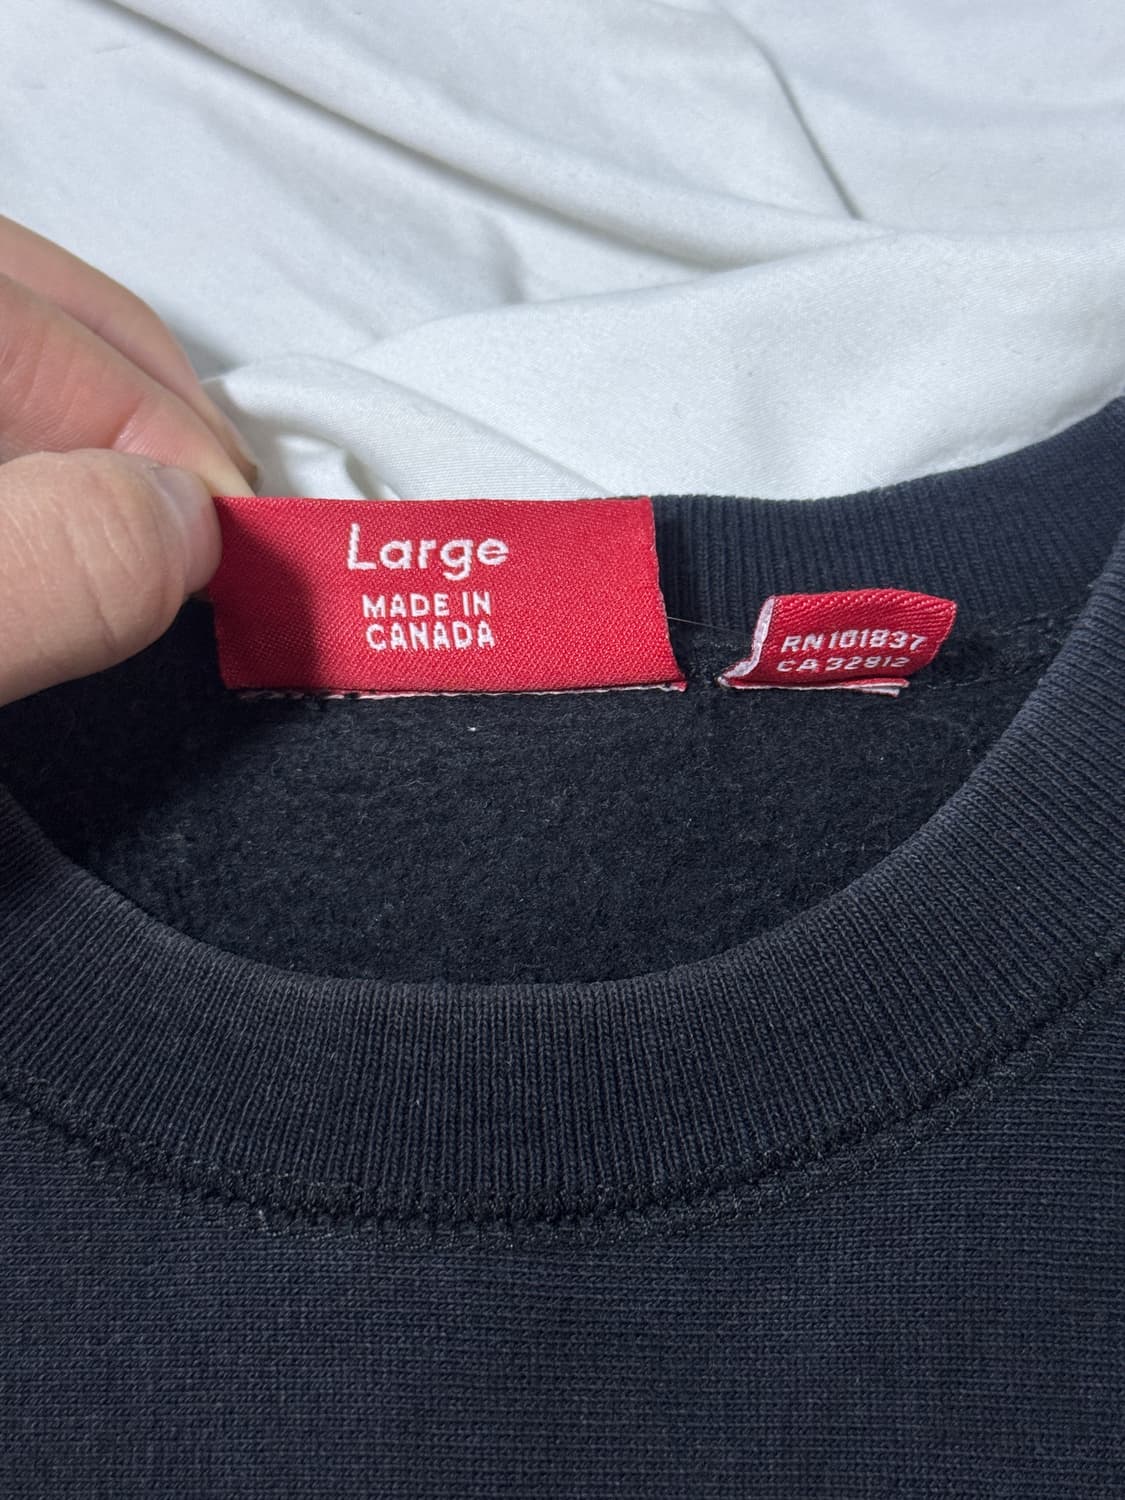 Large
MADE IN
CANADA
RN101837
CA32812